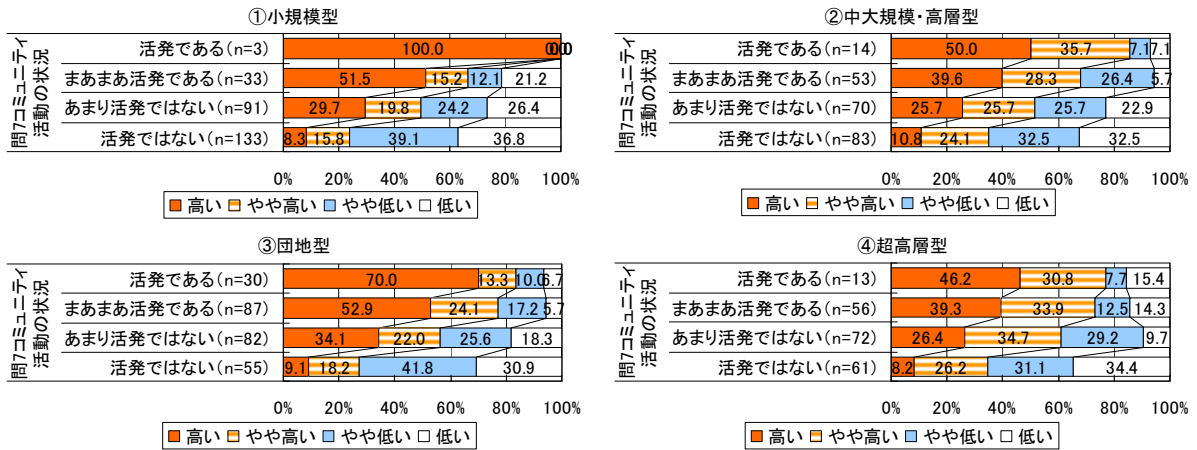 ①小規模型
問7コミュニティ
活動の状況
活発である(n=3) 100.0 0.0 0.0 0.0
まあまあ活発である(n=33) 51.5 15.2 12.1 21.2
あまり活発ではない(n=91) 29.7 19.8 24.2 26.4
活発ではない(n=133) 8.3 15.8 39.1 36.8
0% 20% 40% 60% 80% 100%
高い やや高い やや低い 低い
②中大規模・高層型
問7コミュニティ
活動の状況
活発である(n=14) 50.0 35.7 7.1 7.1
まあまあ活発である(n=53) 39.6 28.3 26.4 5.7
あまり活発ではない(n=70) 25.7 25.7 25.7 22.9
活発ではない(n=83) 10.8 24.1 32.5 32.5
0% 20% 40% 60% 80% 100%
高い やや高い やや低い 低い
③団地型
問7コミュニティ
活動の状況
活発である(n=30) 70.0 13.3 10.0 6.7
まあまあ活発である(n=87) 52.9 24.1 17.2 5.7
あまり活発ではない(n=82) 34.1 22.0 25.6 18.3
活発ではない(n=55) 9.1 18.2 41.8 30.9
0% 20% 40% 60% 80% 100%
高い やや高い やや低い 低い
④超高層型
問7コミュニティ
活動の状況
活発である(n=13) 46.2 30.8 7.7 15.4
まあまあ活発である(n=56) 39.3 33.9 12.5 14.3
あまり活発ではない(n=72) 26.4 34.7 29.2 9.7
活発ではない(n=61) 8.2 26.2 31.1 34.4
0% 20% 40% 60% 80% 100%
高い やや高い やや低い 低い